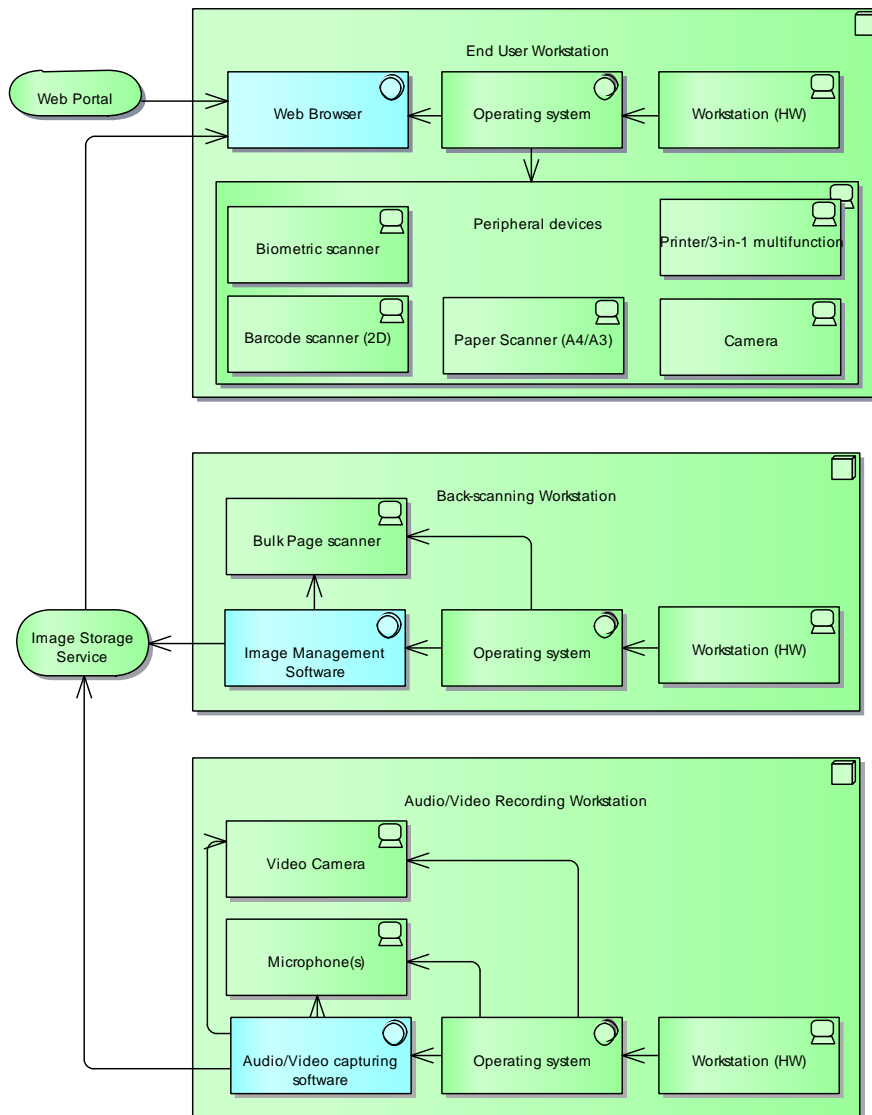 End User Workstation
Web Portal
Web Browser
Operating system
Workstation (HW)
Peripheral devices
Biometric scanner
Printer/3-in-1 multifunction
Barcode scanner (2D)
Paper Scanner (A4/A3)
Camera
Back-scanning Workstation
Bulk Page scanner
Image Storage
Service
Image Management
Software
Operating system
Workstation (HW)
Audio/Video Recording Workstation
Video Camera
Microphone(s)
Audio/Video capturing
software
Operating system
Workstation (HW)